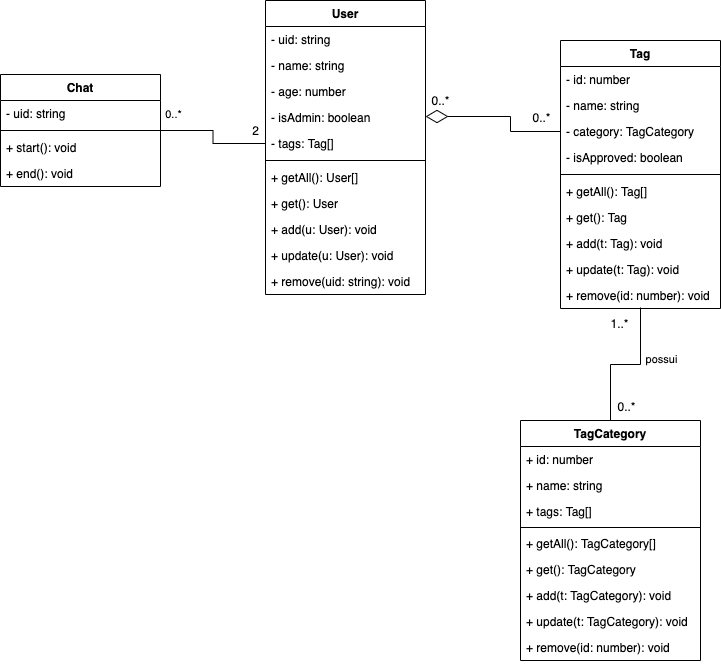 Chat
- uid: string
+ start(): void
+ end(): void
0..*
2
User
- uid: string
- name: string
- age: number
- isAdmin: boolean
- tags: Tag[]
+ getAll(): User[]
+ get(): User
+ add(u: User): void
+ update(u: User): void
+ remove(uid: string): void
0..*
0..*
Tag
- id: number
- name: string
- category: TagCategory
- isApproved: boolean
+ getAll(): Tag[]
+ get(): Tag
+ add(t: Tag): void
+ update(t: Tag): void
+ remove(id: number): void
1..*
possui
0..*
TagCategory
+ id: number
+ name: string
+ tags: Tag[]
+ getAll(): TagCategory[]
+ get(): TagCategory
+ add(t: TagCategory): void
+ update(t: TagCategory): void
+ remove(id: number): void